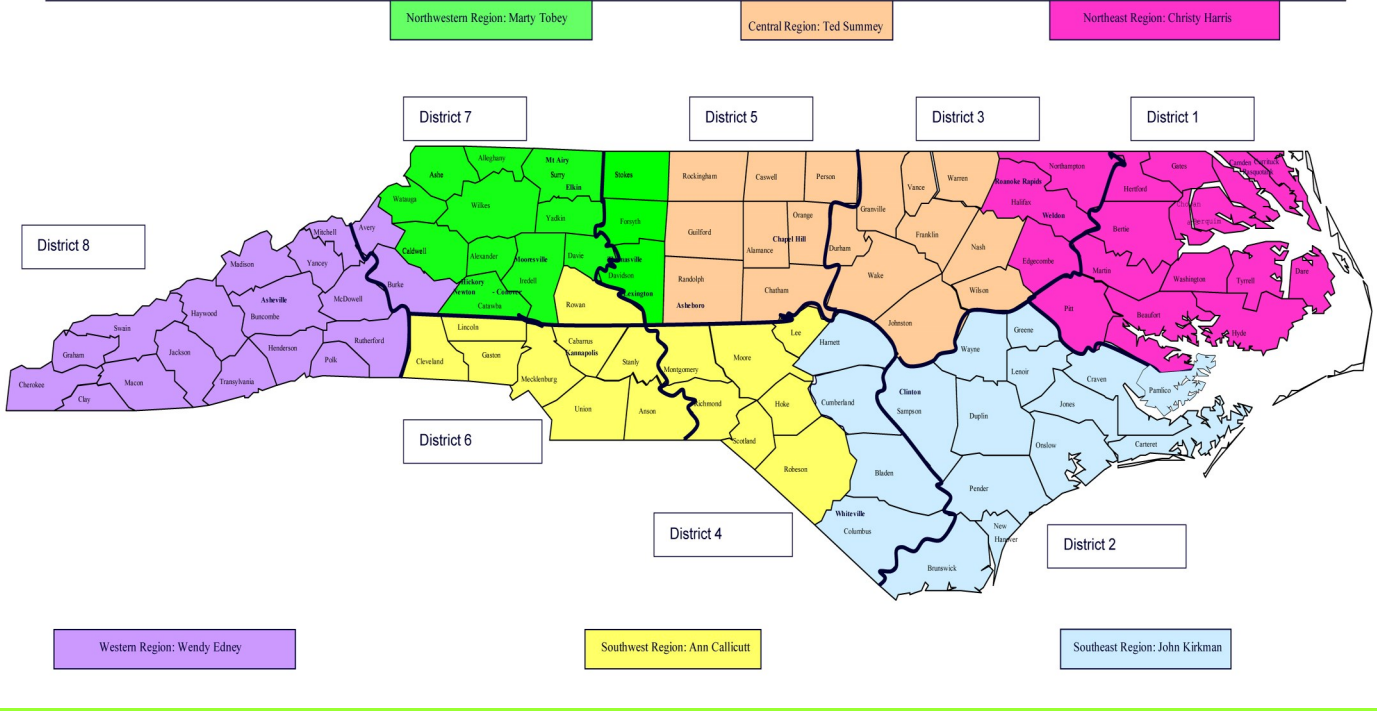 Northwestern Region: Marty Tobey
Central Region: Ted Summey
Northeast Region: Christy Harris
District 7
District 5
District 3
District 1
District 8
Alleghany
Mt Airy
Ashe
Surry
Elkin
Stokes
Watauga
Wilkes
Yadkin
Forsyth
Caldwell
Alexander
Mooresville
Davie
Davidson
Lexington
Hickory
Newton - Conover
Iredell
Catawba
Rockingham
Caswell
Person
Guilford
Orange
Chapel Hill
Alamance
Randolph
Asheboro
Chatham
Granville
Vance
Warren
Franklin
Nash
Durham
Wake
Wilson
Johnston
Northampton
Roanoke Rapids
Halifax
Weldon
Edgecombe
Gates
Camden
Currituck
Hertford
Bertie
Martin
Washington
Tyrrell
Dare
Pitt
Beaufort
Hyde
Mitchell
Avery
Madison
Yancey
Burke
McDowell
Asheville
Buncombe
Haywood
Swain
Graham
Jackson
Henderson
Rutherford
Polk
Cherokee
Macon
Transylvania
Clay
Rowan
Lincoln
Cleveland
Gaston
Cabarrus
Kannapolis
Stanly
Mecklenburg
Union
Anson
Montgomery
Moore
Lee
Richmond
Hoke
Scotland
Robeson
Harnett
Cumberland
Clinton
Sampson
Bladen
Whiteville
Columbus
Wayne
Greene
Lenoir
Craven
Pamlico
Jones
Duplin
Onslow
Carteret
Pender
New
Hanover
Brunswick
District 6
District 4
District 2
Western Region: Wendy Edney
Southwest Region: Ann Callicutt
Southeast Region: John Kirkman